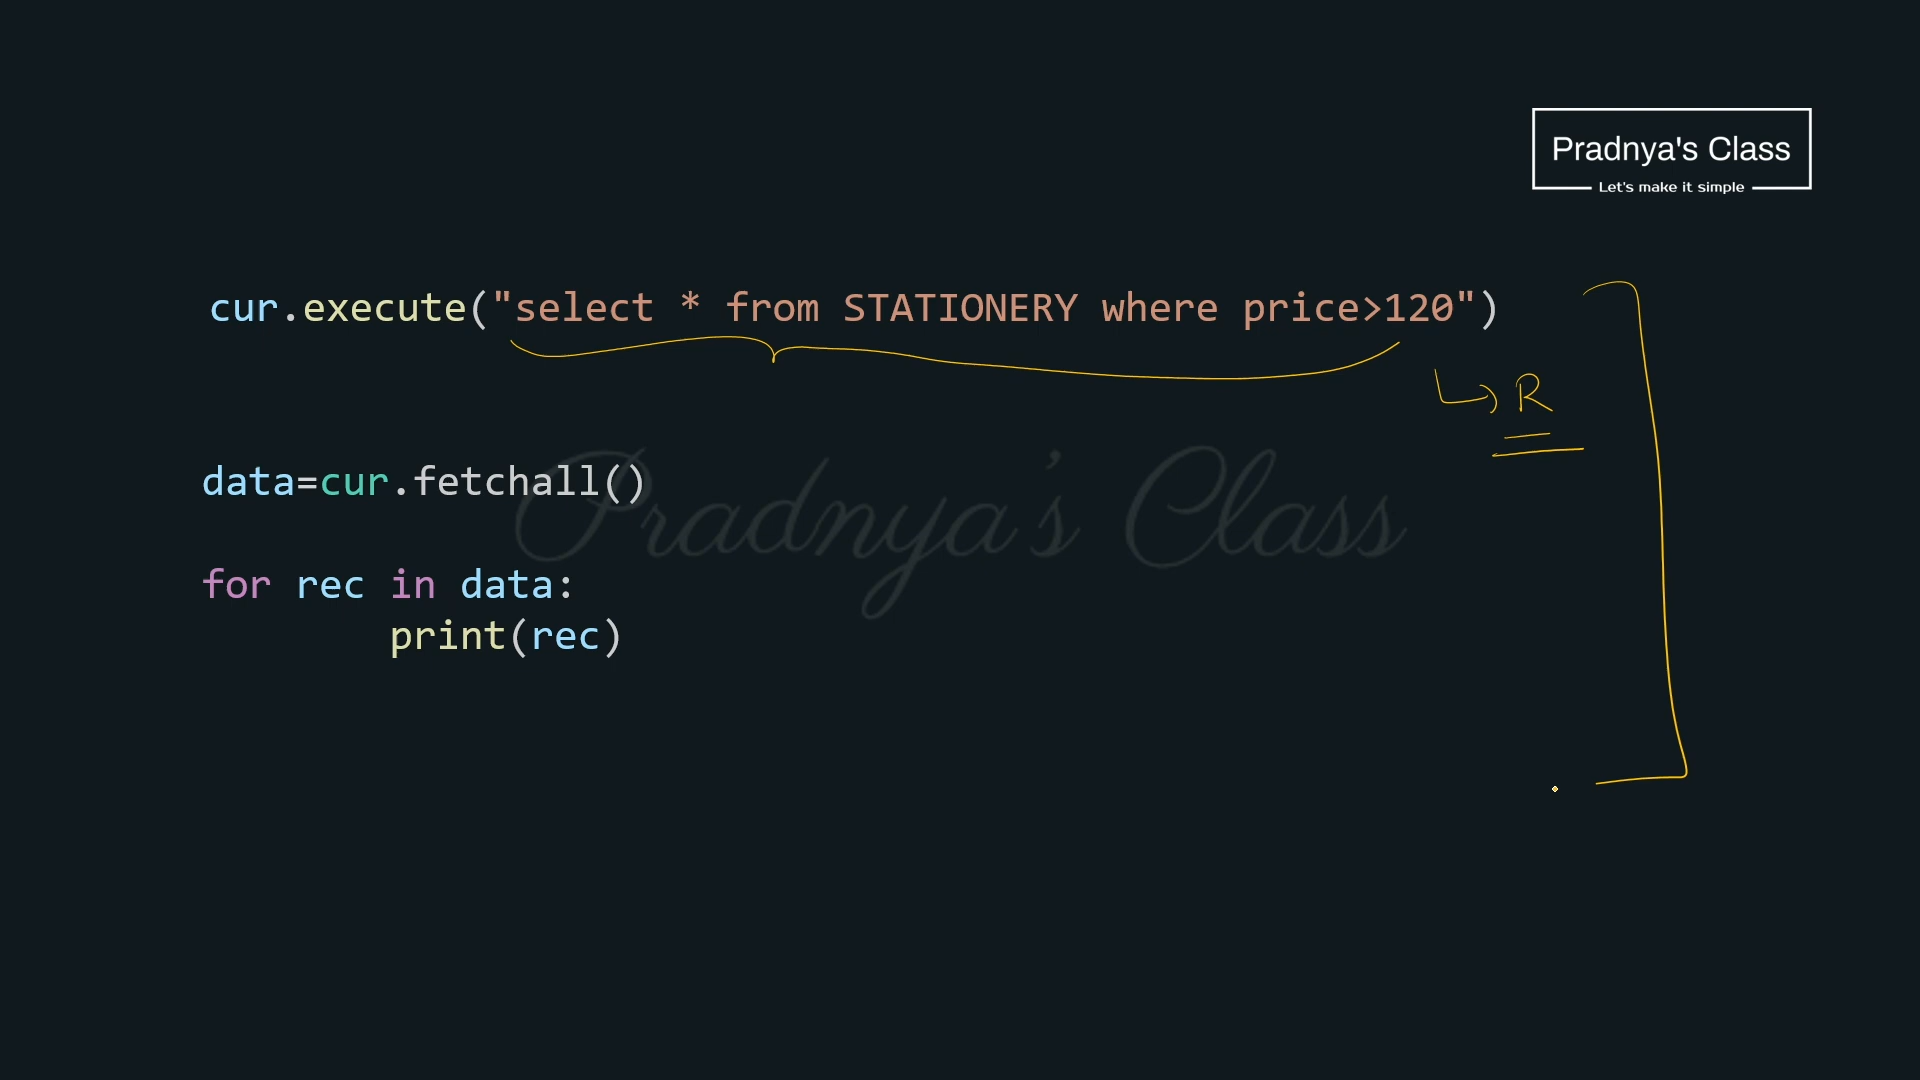 Pradnya's Class
Let's make it simple
cur.execute("select * from STATIONERY where price>120")
R
data=cur.fetchall()
Pradnya's Class
for rec in data:
        print(rec)